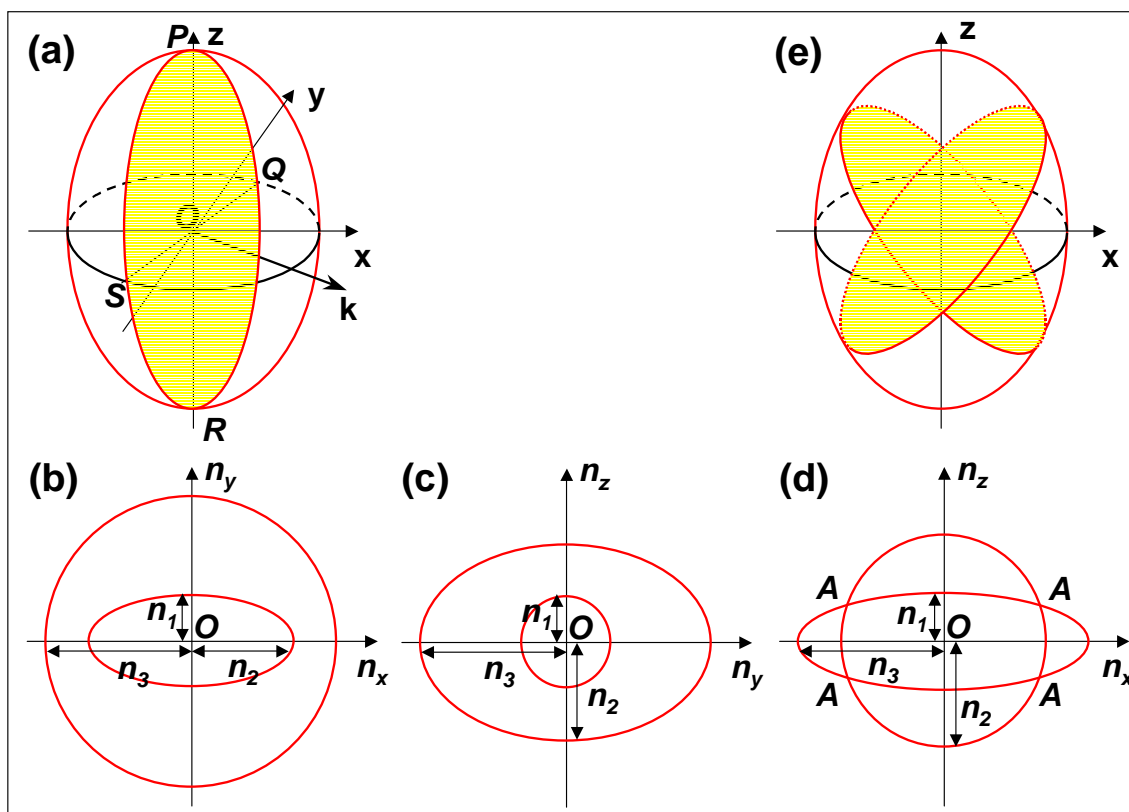 (a)
P
z
y
Q
O
x
S
k
R
(e)
z
x
(b)
n_y
n_1
O
n_3
n_2
n_x
(c)
n_z
n_1
O
n_3
n_y
n_2
(d)
n_z
A
A
n_1
O
n_3
n_x
A
A
n_2